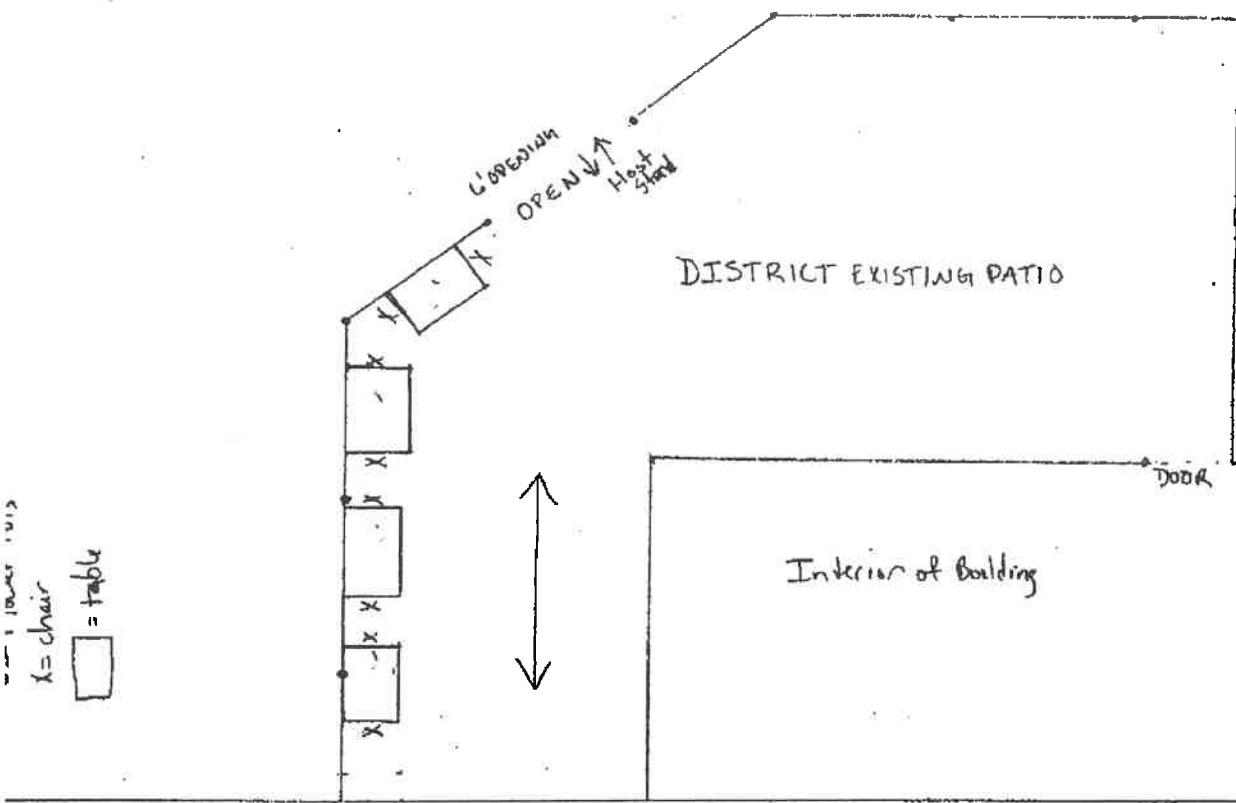 6'OPENING
OPEN
Host
Stand
DISTRICT EXISTING PATIO
DOOR
Interior of Building
X = chair
= table
X
X
X
X
X
X
X
X